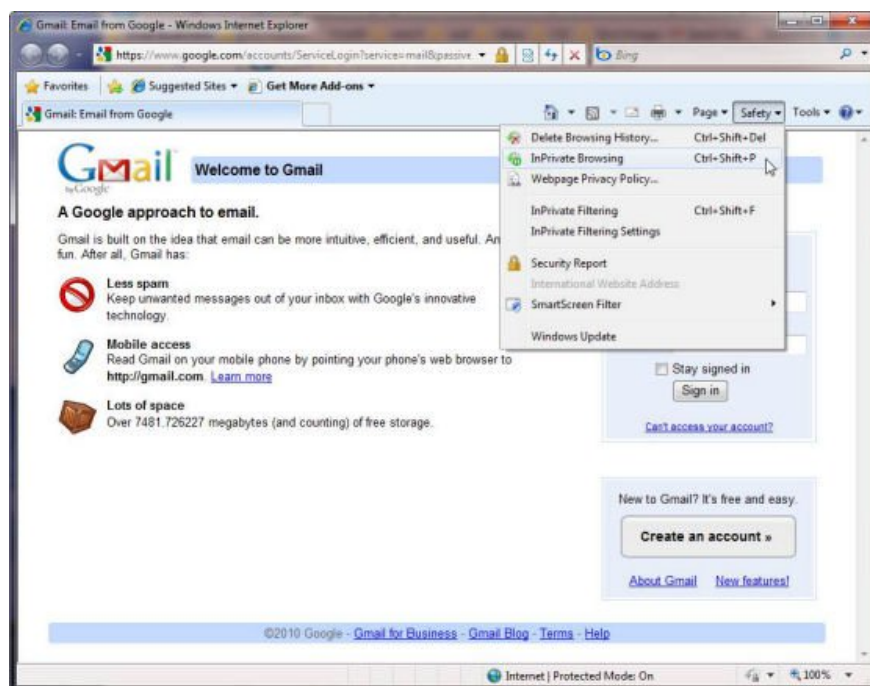 Gmail: Email from Google - Windows Internet Explorer
https://www.google.com/accounts/ServiceLogin?service=mail&passive
Bing
Favorites Suggested Sites Get More Add-ons
Gmail: Email from Google Page Safety Tools
Delete Browsing History... Ctrl+Shift+Del
InPrivate Browsing Ctrl+Shift+P
Webpage Privacy Policy...
InPrivate Filtering Ctrl+Shift+F
InPrivate Filtering Settings
Security Report
International Website Address
SmartScreen Filter
Windows Update
Gmail
by Google
Welcome to Gmail
A Google approach to email.
Gmail is built on the idea that email can be more intuitive, efficient, and useful. An
fun. After all, Gmail has:
Less spam
Keep unwanted messages out of your inbox with Google's innovative
technology.
Mobile access
Read Gmail on your mobile phone by pointing your phone's web browser to
http://gmail.com. Learn more
Lots of space
Over 7481.726227 megabytes (and counting) of free storage.
Stay signed in
Sign in
Can't access your account?
New to Gmail? It's free and easy.
Create an account »
About Gmail New features!
©2010 Google - Gmail for Business - Gmail Blog - Terms - Help
Internet | Protected Mode: On 100%